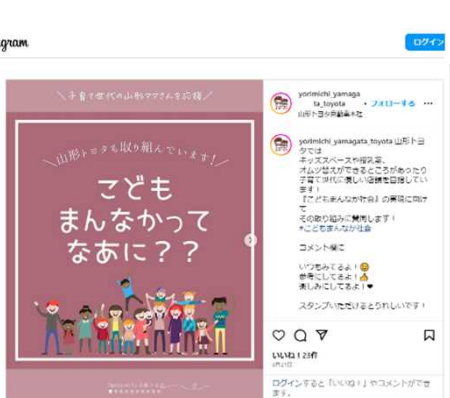 gram
ログイン
＼子育て世代の山形ママさんを応援／
＼山形トヨタも取り組んでいます！／
こども
まんなかって
なあに？？
yorimichi_yamaga
ta_toyota • フォローする •••
山形トヨタ自動車本社
yorimichi_yamagata_toyota 山形トヨ
タでは
キッズスペースや授乳室、
オムツ替えができるところがあったり
子育て世代に優しい店舗を目指してい
ます！
『こどもまんなか社会』の実現に向け
て
その取り組みに賛同します！
#こどもまんなか社会
コメント欄に
いつもみてるよ！😊
参考にしてるよ！👍
楽しみにしてるよ！❤
スタンプいただけるとうれしいです！
いいね！23件
ログインすると「いいね！」やコメントができ
ます。